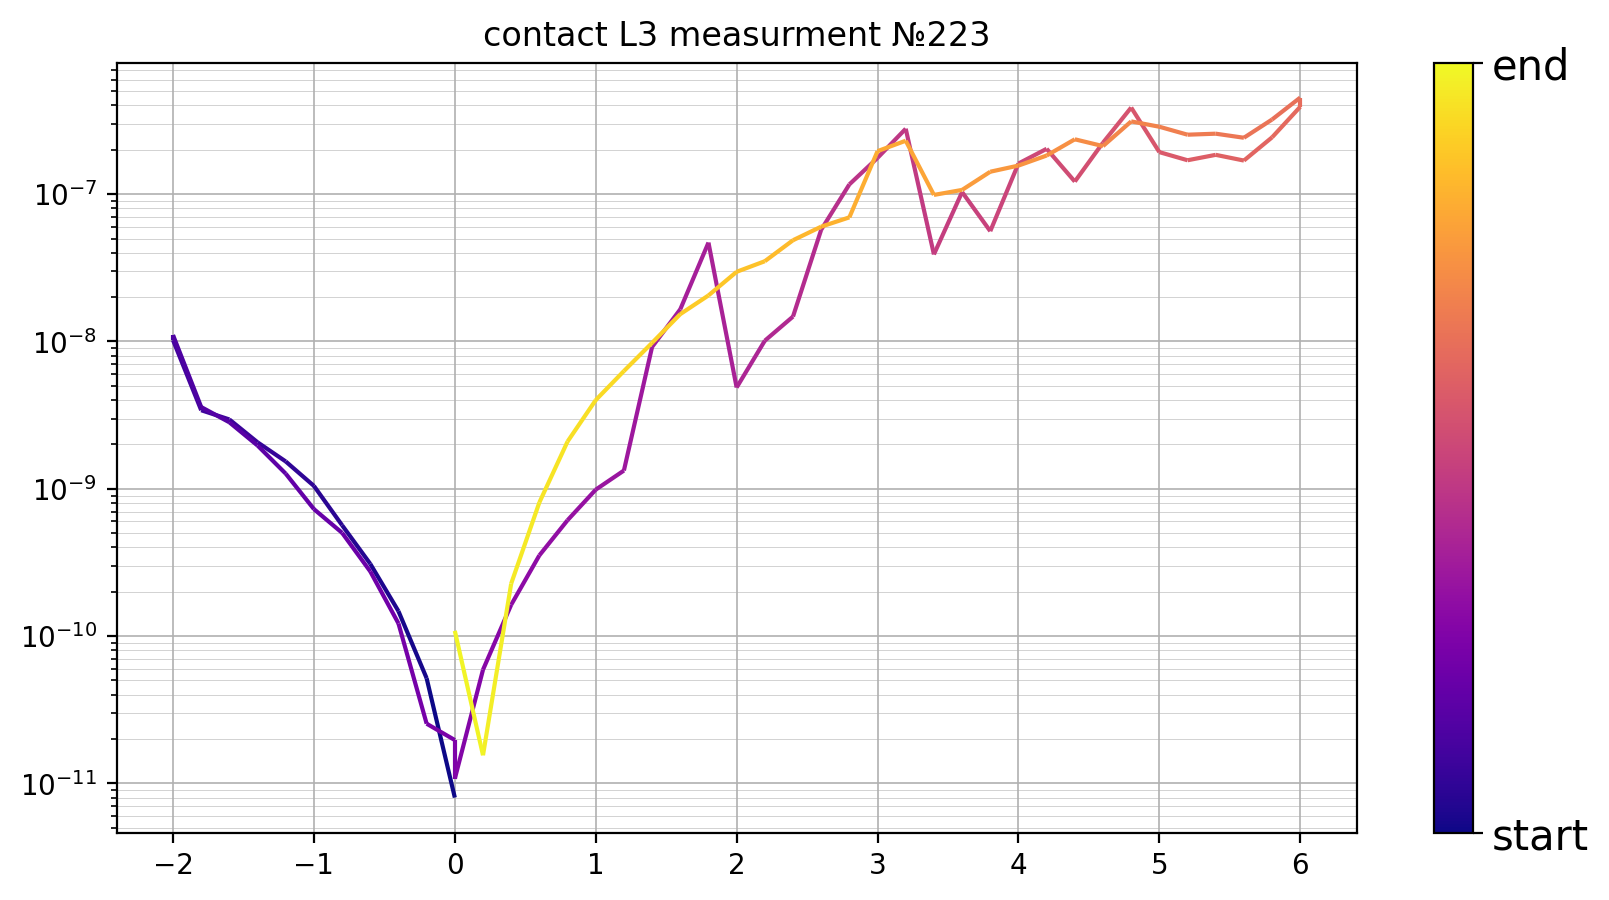 contact L3 measurment №223
10⁻⁷
10⁻⁸
10⁻⁹
10⁻¹⁰
10⁻¹¹
−2 −1 0 1 2 3 4 5 6
end
start